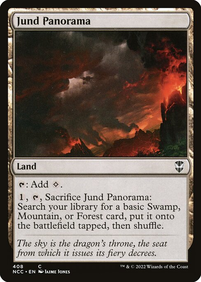 Jund Panorama
Land
: Add .
1, , Sacrifice Jund Panorama:
Search your library for a basic Swamp,
Mountain, or Forest card, put it onto
the battlefield tapped, then shuffle.
The sky is the dragon's throne, the seat
from which it issues its fiery decrees.
408 C
NCC • EN Jaime Jones
™ & © 2022 Wizards of the Coast